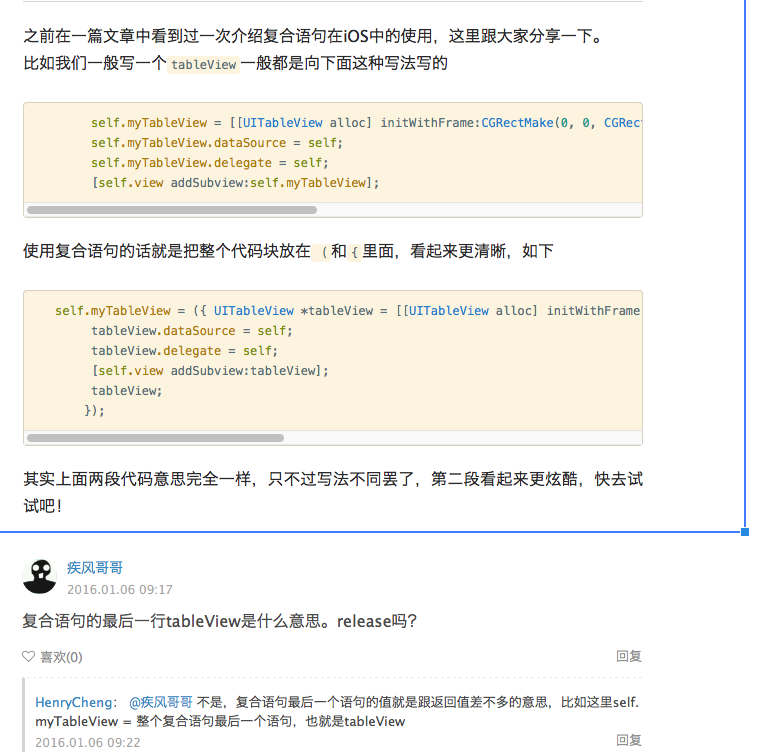 之前在一篇文章中看到过一次介绍复合语句在iOS中的使用，这里跟大家分享一下。
比如我们一般写一个 tableView 一般都是向下面这种写法写的
self.myTableView = [[UITableView alloc] initWithFrame:CGRectMake(0, 0, CGRec
self.myTableView.dataSource = self;
self.myTableView.delegate = self;
[self.view addSubview:self.myTableView];
使用复合语句的话就是把整个代码块放在 ( 和 { 里面，看起来更清晰，如下
self.myTableView = ({ UITableView *tableView = [[UITableView alloc] initWithFrame
tableView.dataSource = self;
tableView.delegate = self;
[self.view addSubview:tableView];
tableView;
});
其实上面两段代码意思完全一样，只不过写法不同罢了，第二段看起来更炫酷，快去试
试吧！
疾风哥哥
2016.01.06 09:17
复合语句的最后一行tableView是什么意思。release吗？
喜欢(0) 回复
HenryCheng： @疾风哥哥 不是，复合语句最后一个语句的值就是跟返回值差不多的意思，比如这里self.
myTableView = 整个复合语句最后一个语句，也就是tableView
2016.01.06 09:22 回复